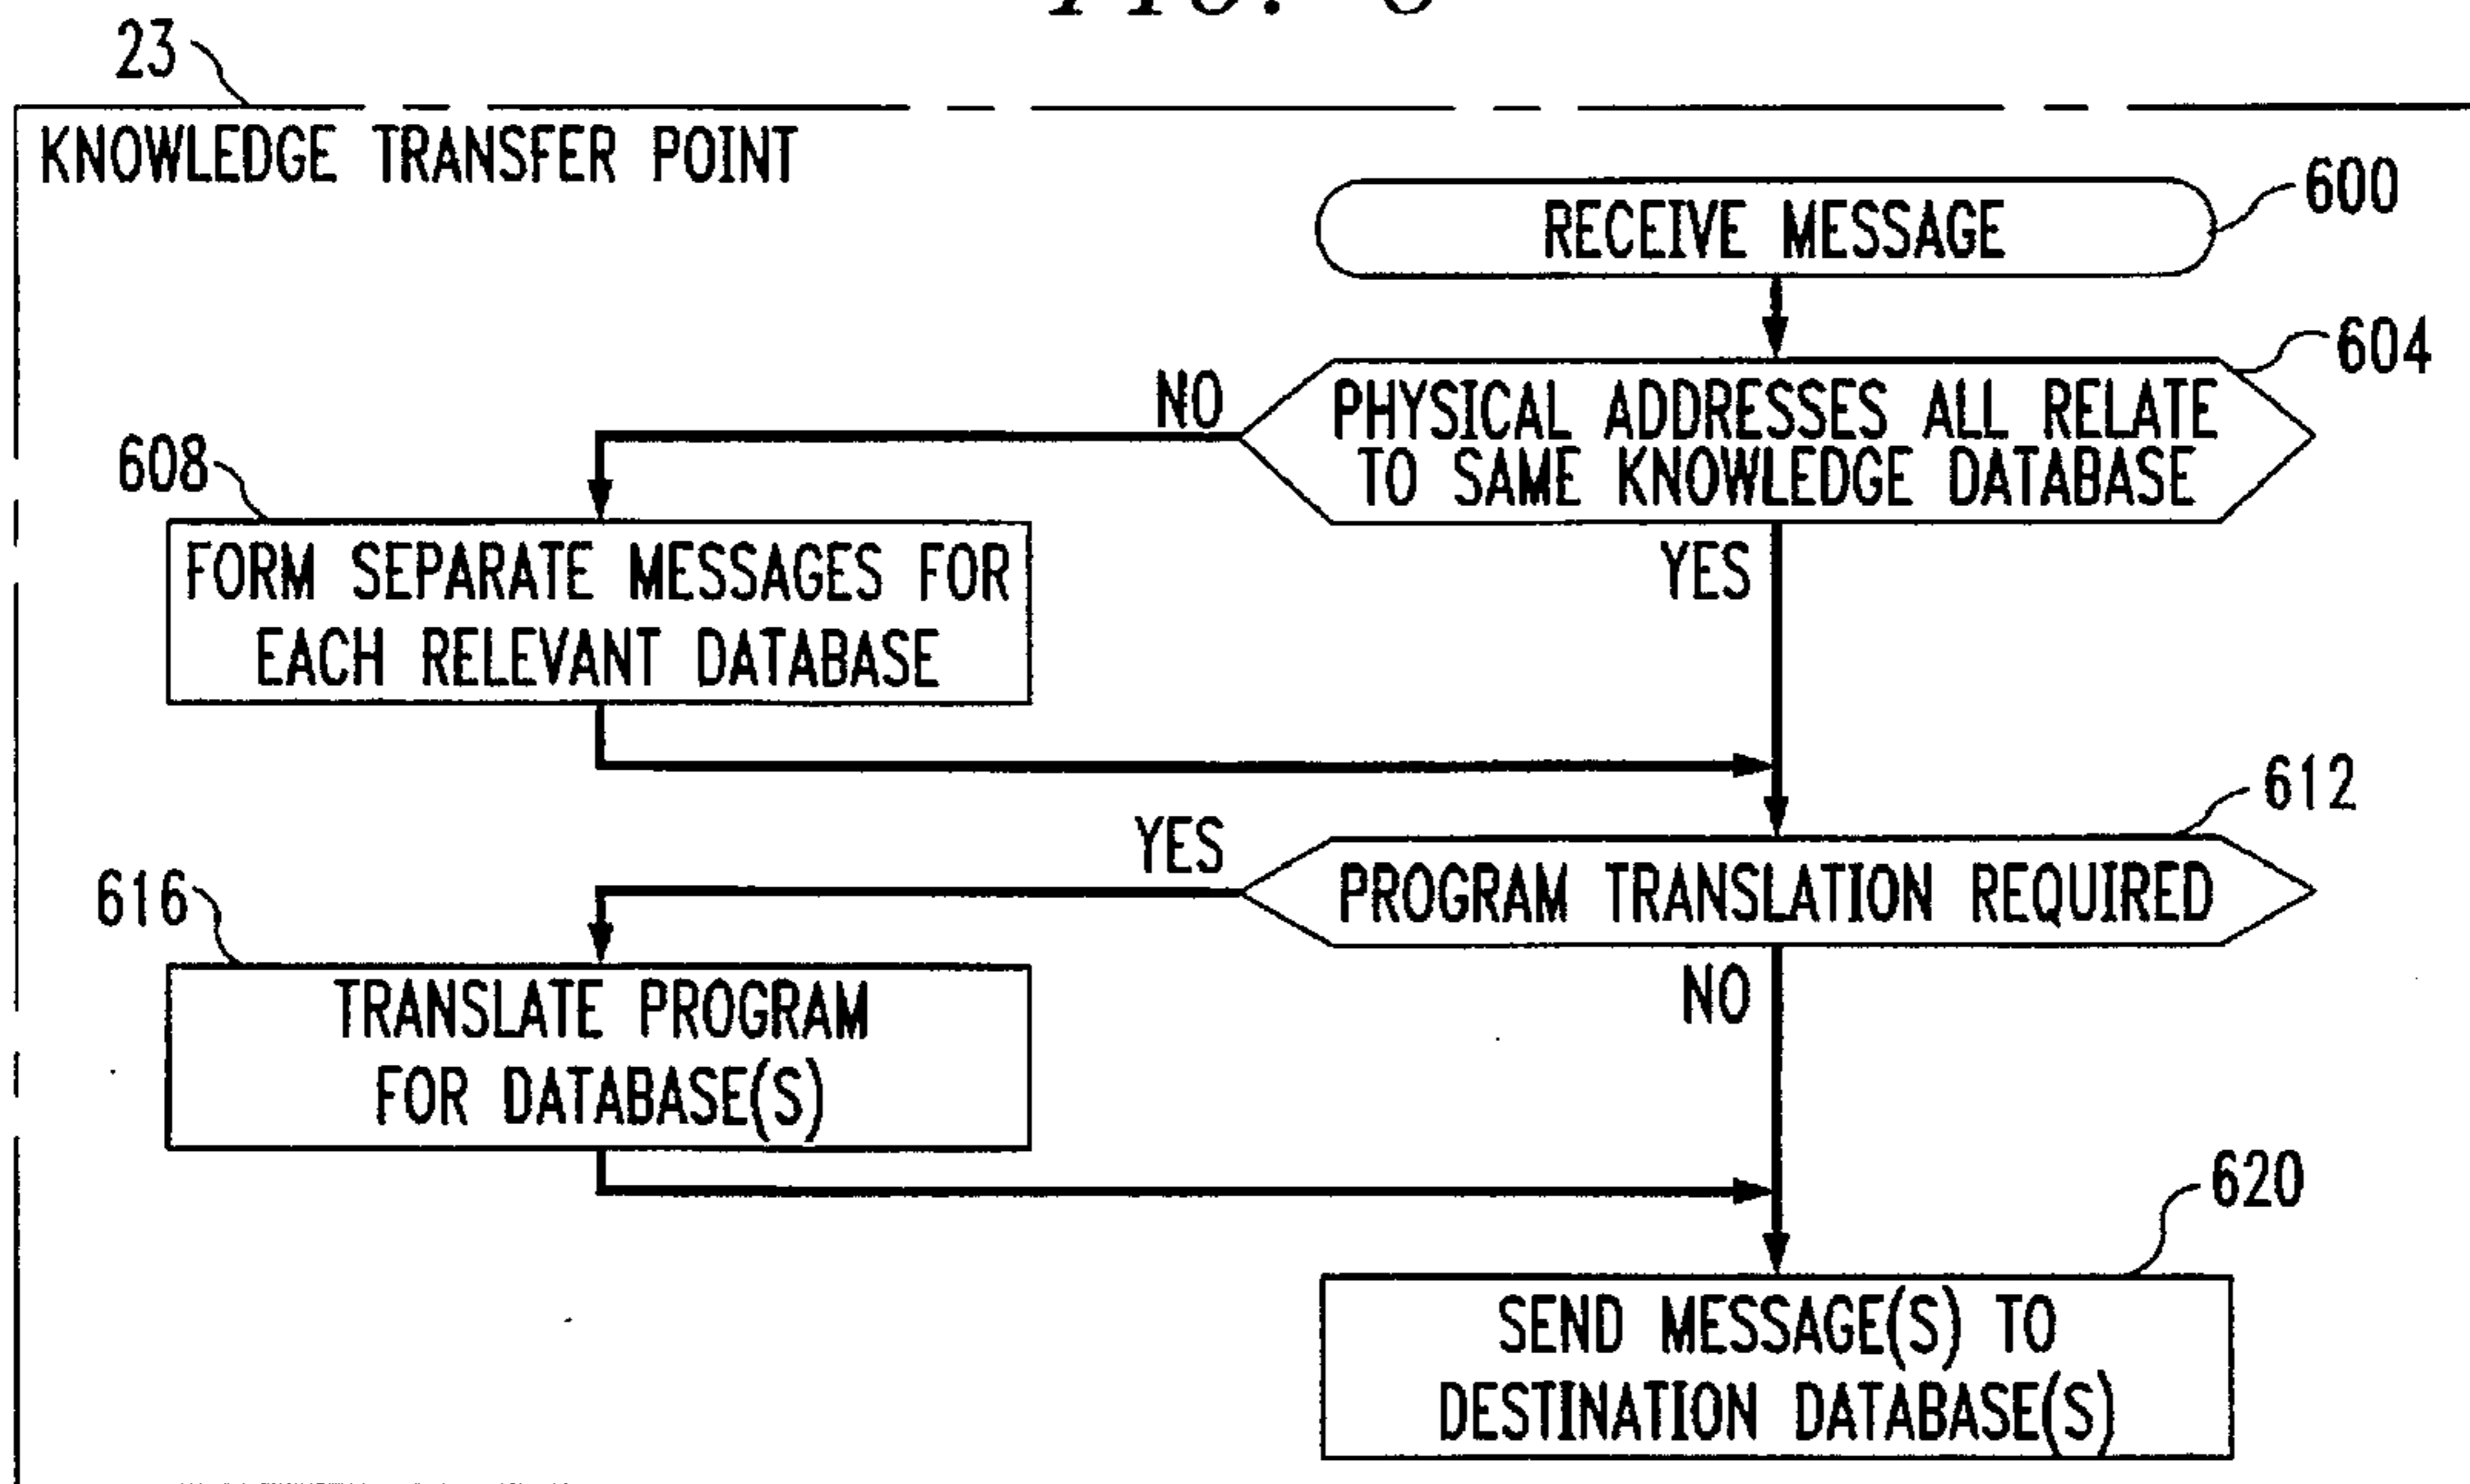 23
KNOWLEDGE TRANSFER POINT
RECEIVE MESSAGE
600
PHYSICAL ADDRESSES ALL RELATE
TO SAME KNOWLEDGE DATABASE
604
NO
YES
608
FORM SEPARATE MESSAGES FOR
EACH RELEVANT DATABASE
612
PROGRAM TRANSLATION REQUIRED
YES
NO
616
TRANSLATE PROGRAM
FOR DATABASE(S)
620
SEND MESSAGE(S) TO
DESTINATION DATABASE(S)